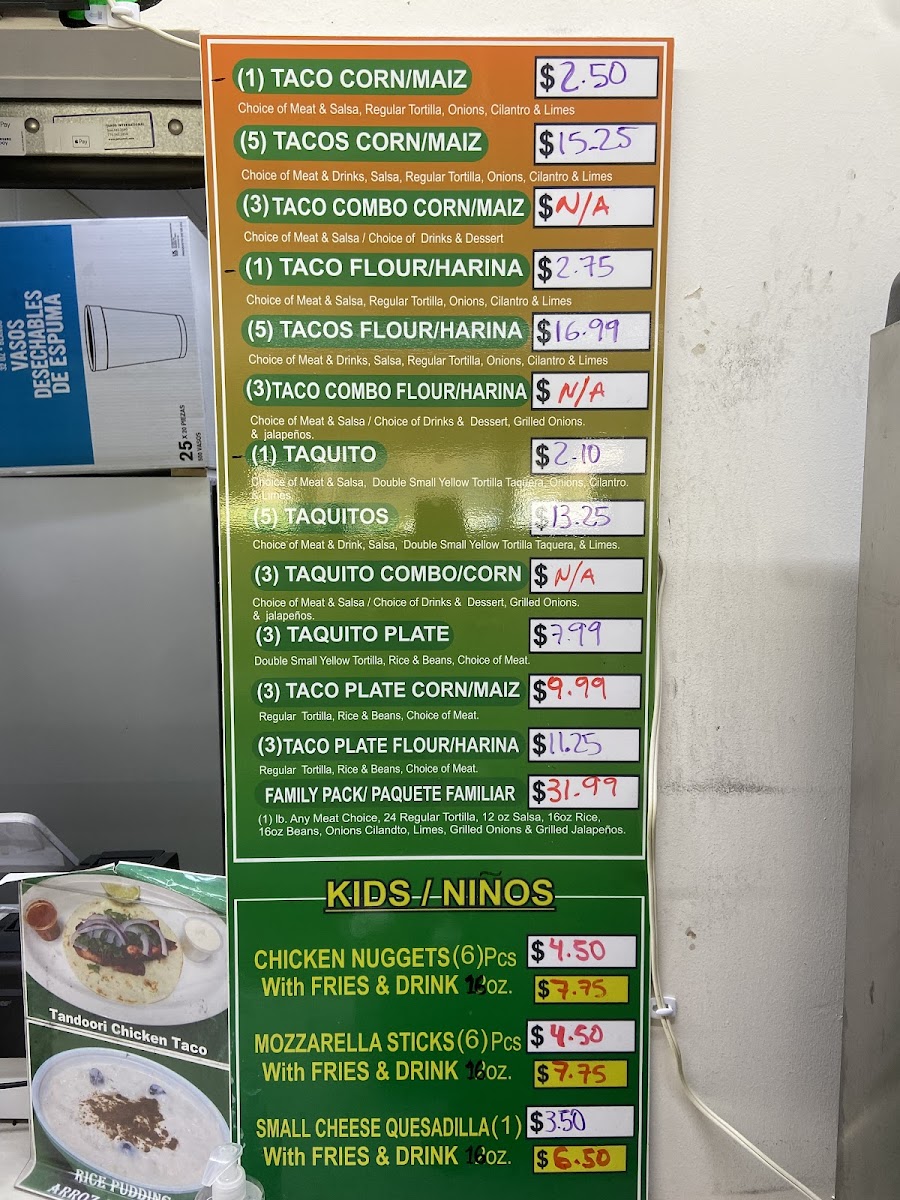 (1) TACO CORN/MAIZ $2.50
Choice of Meat & Salsa, Regular Tortilla, Onions, Cilantro & Limes
(5) TACOS CORN/MAIZ $15.25
Choice of Meat & Drinks, Salsa, Regular Tortilla, Onions, Cilantro & Limes
(3) TACO COMBO CORN/MAIZ $N/A
Choice of Meat & Salsa / Choice of Drinks & Dessert
(1) TACO FLOUR/HARINA $2.75
Choice of Meat & Salsa, Regular Tortilla, Onions, Cilantro & Limes
(5) TACOS FLOUR/HARINA $16.99
Choice of Meat & Drinks, Salsa, Regular Tortilla, Onions, Cilantro & Limes
(3)TACO COMBO FLOUR/HARINA $ N/A
Choice of Meat & Salsa / Choice of Drinks & Dessert, Grilled Onions.
& jalapeños.
(1) TAQUITO $2.10
Choice of Meat & Salsa, Double Small Yellow Tortilla Taquera, Onions, Cilantro.
& Limes
(5) TAQUITOS $13.25
Choice of Meat & Drink, Salsa, Double Small Yellow Tortilla Taquera, & Limes.
(3) TAQUITO COMBO/CORN $ N/A
Choice of Meat & Salsa / Choice of Drinks & Dessert, Grilled Onions.
& jalapeños.
(3) TAQUITO PLATE $7.99
Double Small Yellow Tortilla, Rice & Beans, Choice of Meat.
(3) TACO PLATE CORN/MAIZ $9.99
Regular Tortilla, Rice & Beans, Choice of Meat.
(3)TACO PLATE FLOUR/HARINA $11.25
Regular Tortilla, Rice & Beans, Choice of Meat.
FAMILY PACK/ PAQUETE FAMILIAR $31.99
(1) lb. Any Meat Choice, 24 Regular Tortilla, 12 oz Salsa, 16oz Rice,
16oz Beans, Onions Cilandto, Limes, Grilled Onions & Grilled Jalapeños.
KIDS / NIÑOS
CHICKEN NUGGETS (6) Pcs $4.50
With FRIES & DRINK 16oz. $7.75
MOZZARELLA STICKS (6) Pcs $4.50
With FRIES & DRINK 16oz. $7.75
SMALL CHEESE QUESADILLA (1) $3.50
With FRIES & DRINK 16oz. $6.50
VASOS
DESECHABLES
DE ESPUMA
25 X 20 PIEZAS
500 VASOS
Pay
Tandoori Chicken Taco
RICE PUDDING
ARROZ